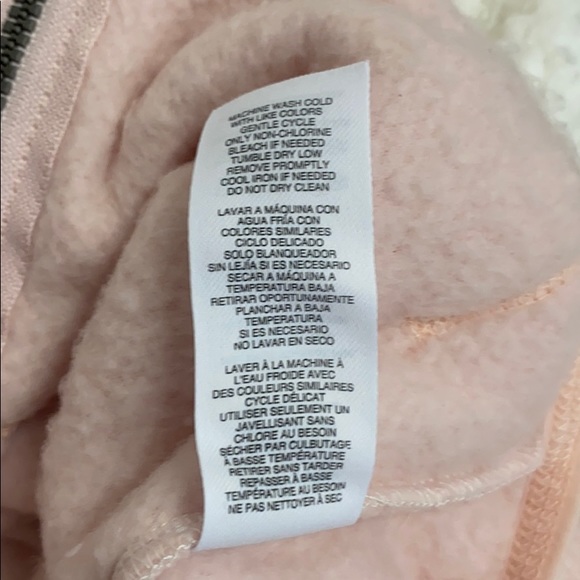 MACHINE WASH COLD
WITH LIKE COLORS
GENTLE CYCLE
ONLY NON-CHLORINE
BLEACH IF NEEDED
TUMBLE DRY LOW
REMOVE PROMPTLY
COOL IRON IF NEEDED
DO NOT DRY CLEAN
LAVAR A MÁQUINA CON
AGUA FRÍA CON
COLORES SIMILARES
CICLO DELICADO
SOLO BLANQUEADOR
SIN LEJÍA SI ES NECESARIO
SECAR A MÁQUINA A
TEMPERATURA BAJA
RETIRAR OPORTUNAMENTE
PLANCHAR A BAJA
TEMPERATURA
SI ES NECESARIO
NO LAVAR EN SECO
LAVER À LA MACHINE À
L'EAU FROIDE AVEC
DES COULEURS SIMILAIRES
CYCLE DÉLICAT
UTILISER SEULEMENT UN
JAVELLISANT SANS
CHLORE AU BESOIN
SÉCHER PAR CULBUTAGE
À BASSE TEMPÉRATURE
RETIRER SANS TARDER
REPASSER À BASSE
TEMPÉRATURE AU BESOIN
NE PAS NETTOYER À SEC